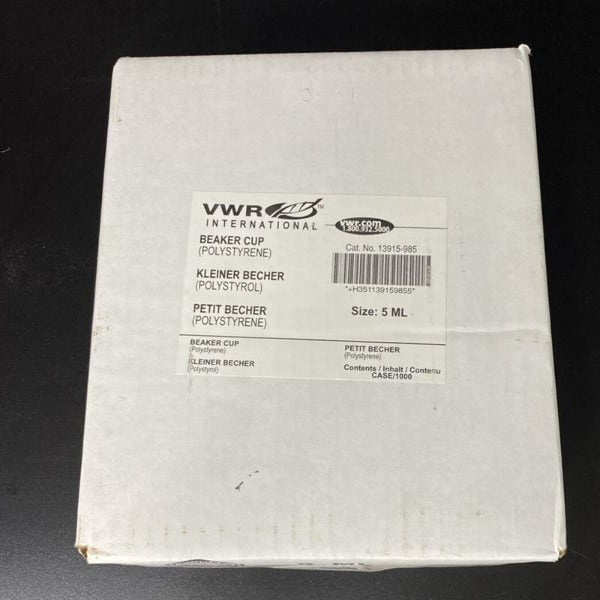 VWR
TM
INTERNATIONAL
vwr.com
1.800.932.5000
BEAKER CUP
(POLYSTYRENE)
Cat. No. 13915-985
KLEINER BECHER
(POLYSTYROL)
*+H351139159855*
PETIT BECHER
(POLYSTYRENE)
Size: 5 ML
BEAKER CUP
(Polystyrene)
KLEINER BECHER
(Polystyrol)
PETIT BECHER
(Polystyrene)
Contents / Inhalt / Contenu
CASE/1000